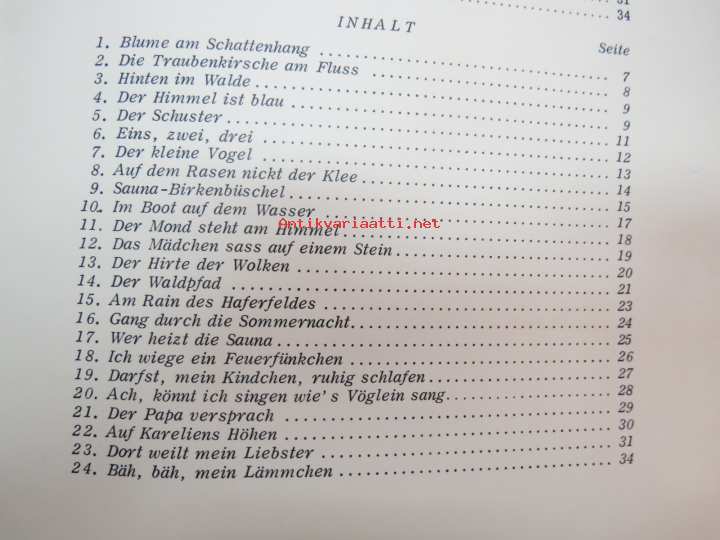 31
34
INHALT
Seite
1. Blume am Schattenhang 7
2. Die Traubenkirsche am Fluss 8
3. Hinten im Walde 9
4. Der Himmel ist blau 9
5. Der Schuster 11
6. Eins, zwei, drei 12
7. Der kleine Vogel 13
8. Auf dem Rasen nickt der Klee 14
9. Sauna-Birkenbüschel 15
10. Im Boot auf dem Wasser 17
Antikvariaatti.net
11. Der Mond steht am Himmel 18
12. Das Mädchen sass auf einem Stein 19
13. Der Hirte der Wolken 20
14. Der Waldpfad 21
15. Am Rain des Haferfeldes 23
16. Gang durch die Sommernacht 24
17. Wer heizt die Sauna 25
18. Ich wiege ein Feuerfünkchen 26
19. Darfst, mein Kindchen, ruhig schlafen 27
20. Ach, könnt ich singen wie's Vöglein sang 28
21. Der Papa versprach 29
22. Auf Kareliens Höhen 30
23. Dort weilt mein Liebster 31
24. Bäh, bäh, mein Lämmchen 34